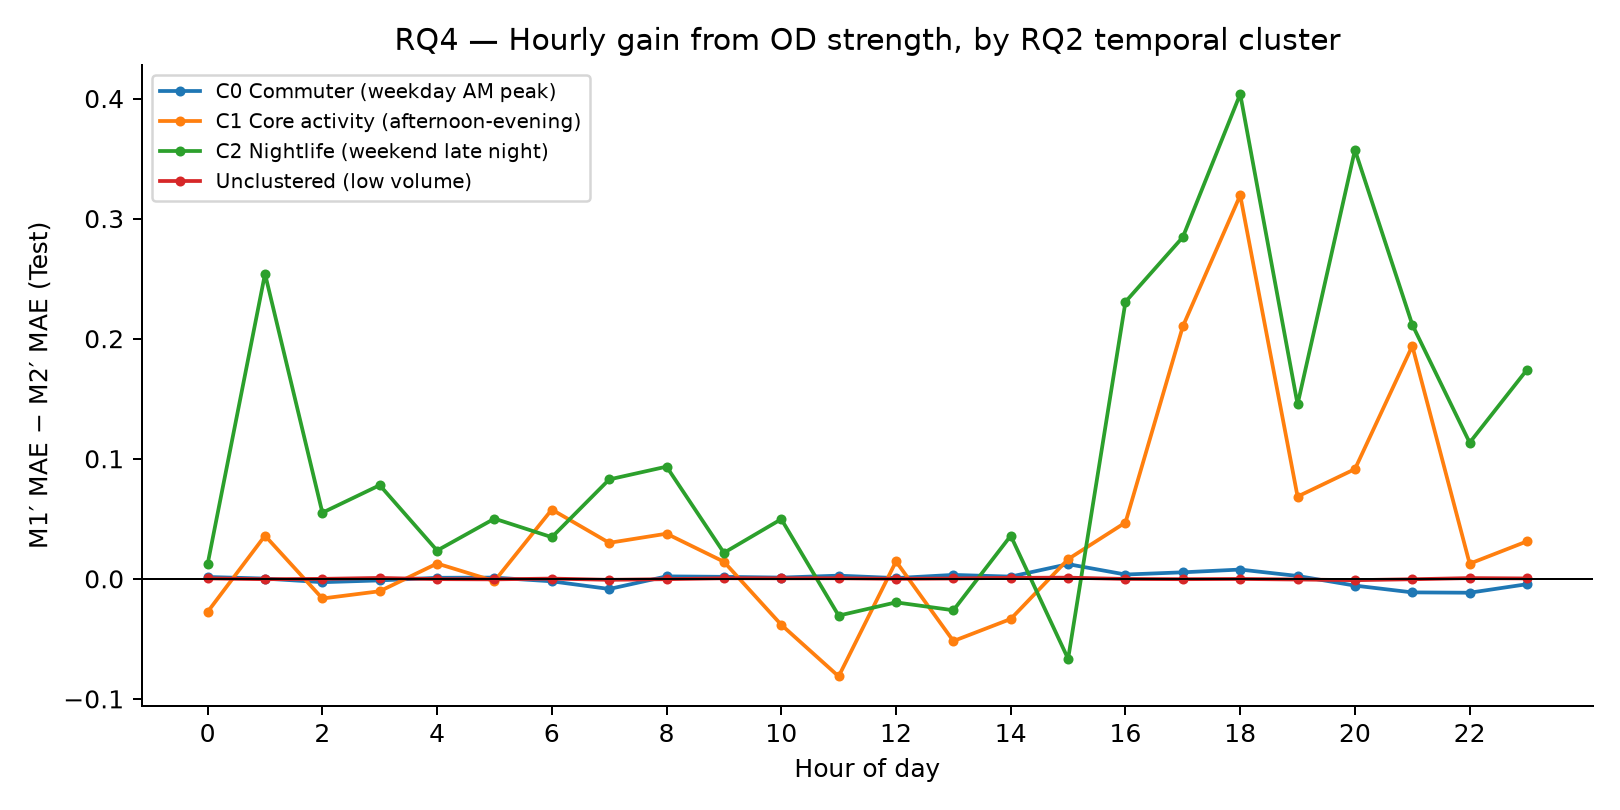 RQ4 — Hourly gain from OD strength, by RQ2 temporal cluster
C0 Commuter (weekday AM peak)
C1 Core activity (afternoon-evening)
C2 Nightlife (weekend late night)
Unclustered (low volume)
M1′ MAE − M2′ MAE (Test)
0.4
0.3
0.2
0.1
0.0
−0.1
0 2 4 6 8 10 12 14 16 18 20 22
Hour of day